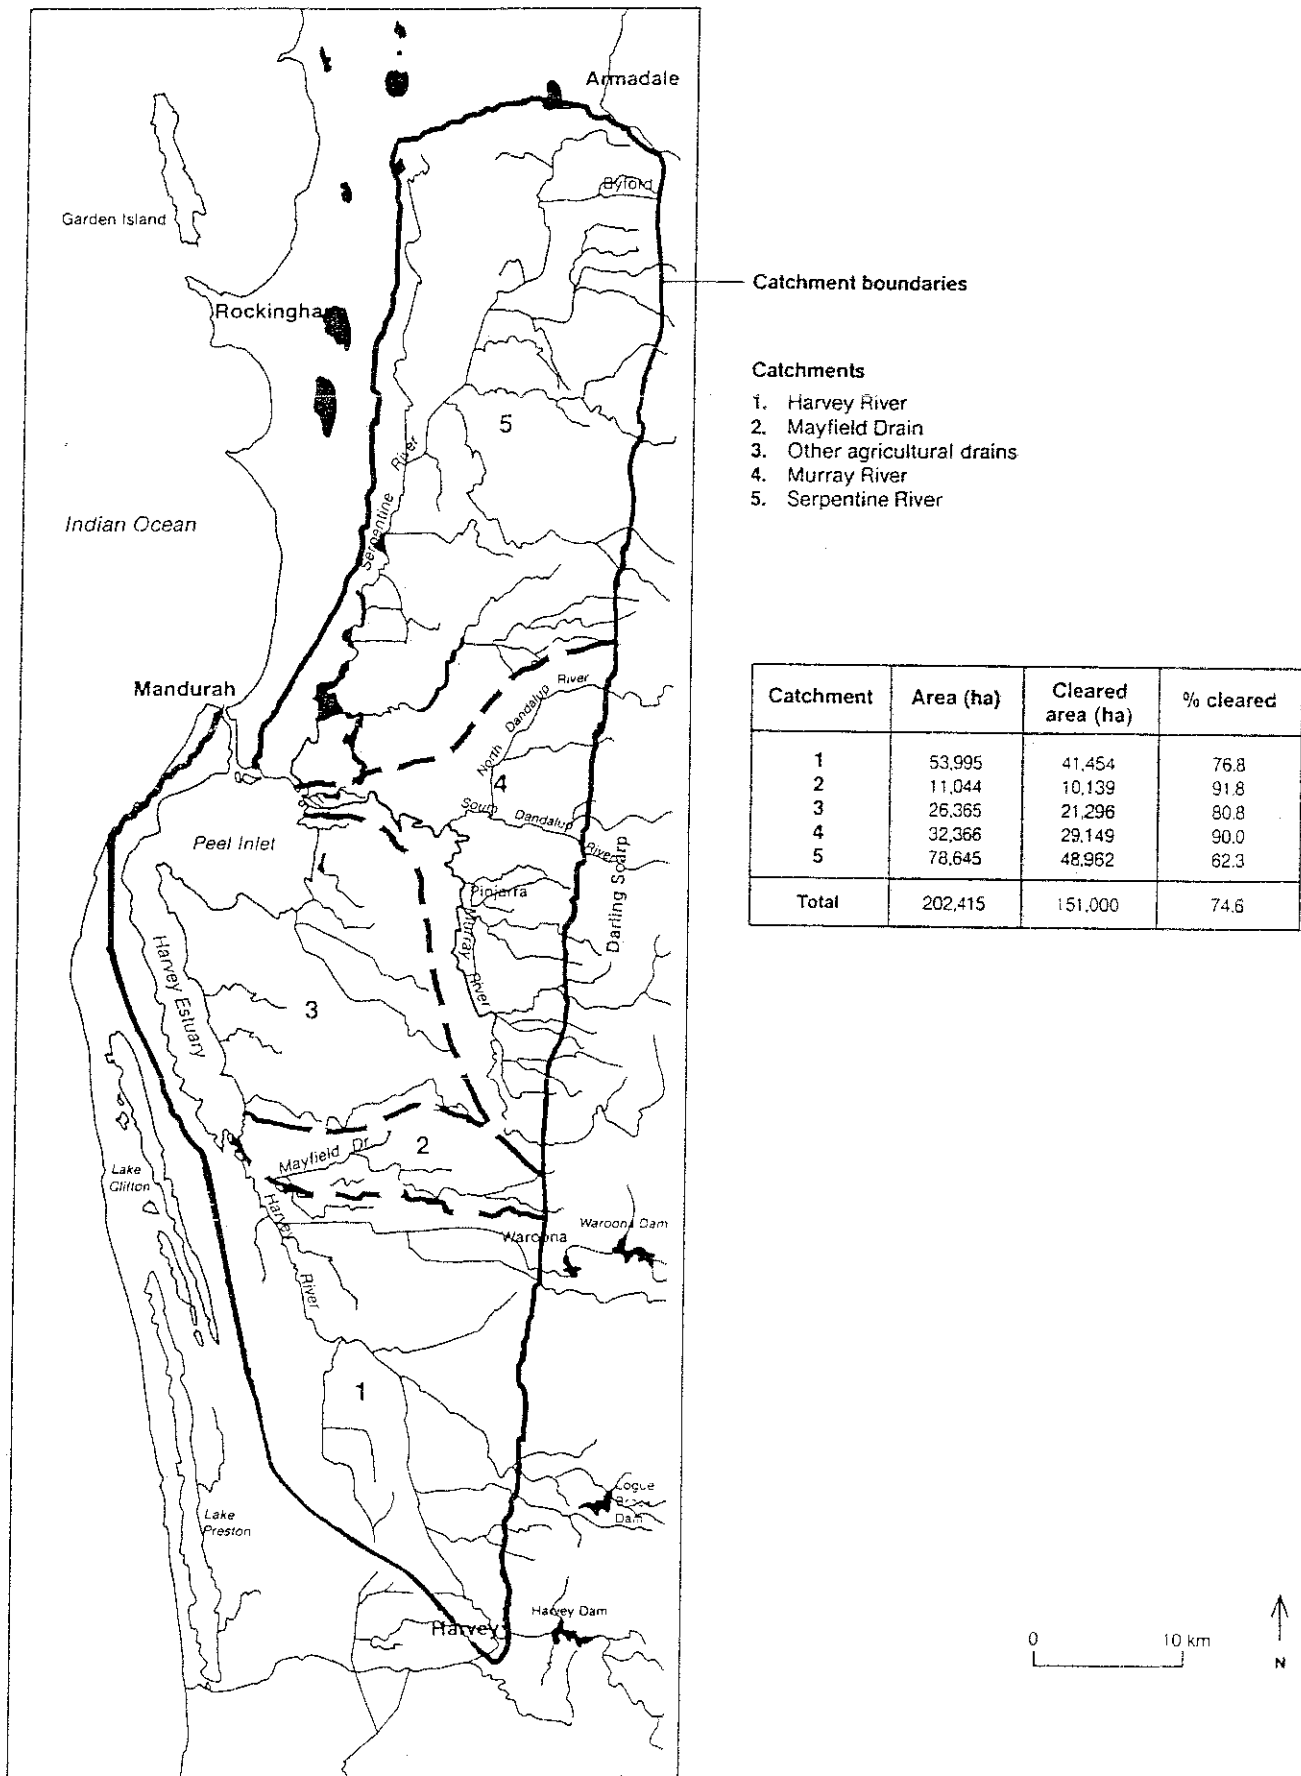 Armadale
Byford
Garden Island
Catchment boundaries
Rockingha
Catchments
1. Harvey River
2. Mayfield Drain
3. Other agricultural drains
4. Murray River
5. Serpentine River
5
Serpentine River
Indian Ocean
Mandurah
North Dandalup River
4
South Dandalup River
Peel Inlet
Pinjarra
Murray River
Darling Scarp
Harvey Estuary
3
2
Mayfield Dr
Lake
Clifton
Harvey River
Waroona
Waroona Dam
1
Logue
Brook
Dam
Lake
Preston
Harvey Dam
Harvey
Catchment Area (ha) Cleared area (ha) % cleared
1 53,995 41,454 76.8
2 11,044 10,139 91.8
3 26,365 21,296 80.8
4 32,366 29,149 90.0
5 78,645 48,962 62.3
Total 202,415 151,000 74.6
0 10 km
N